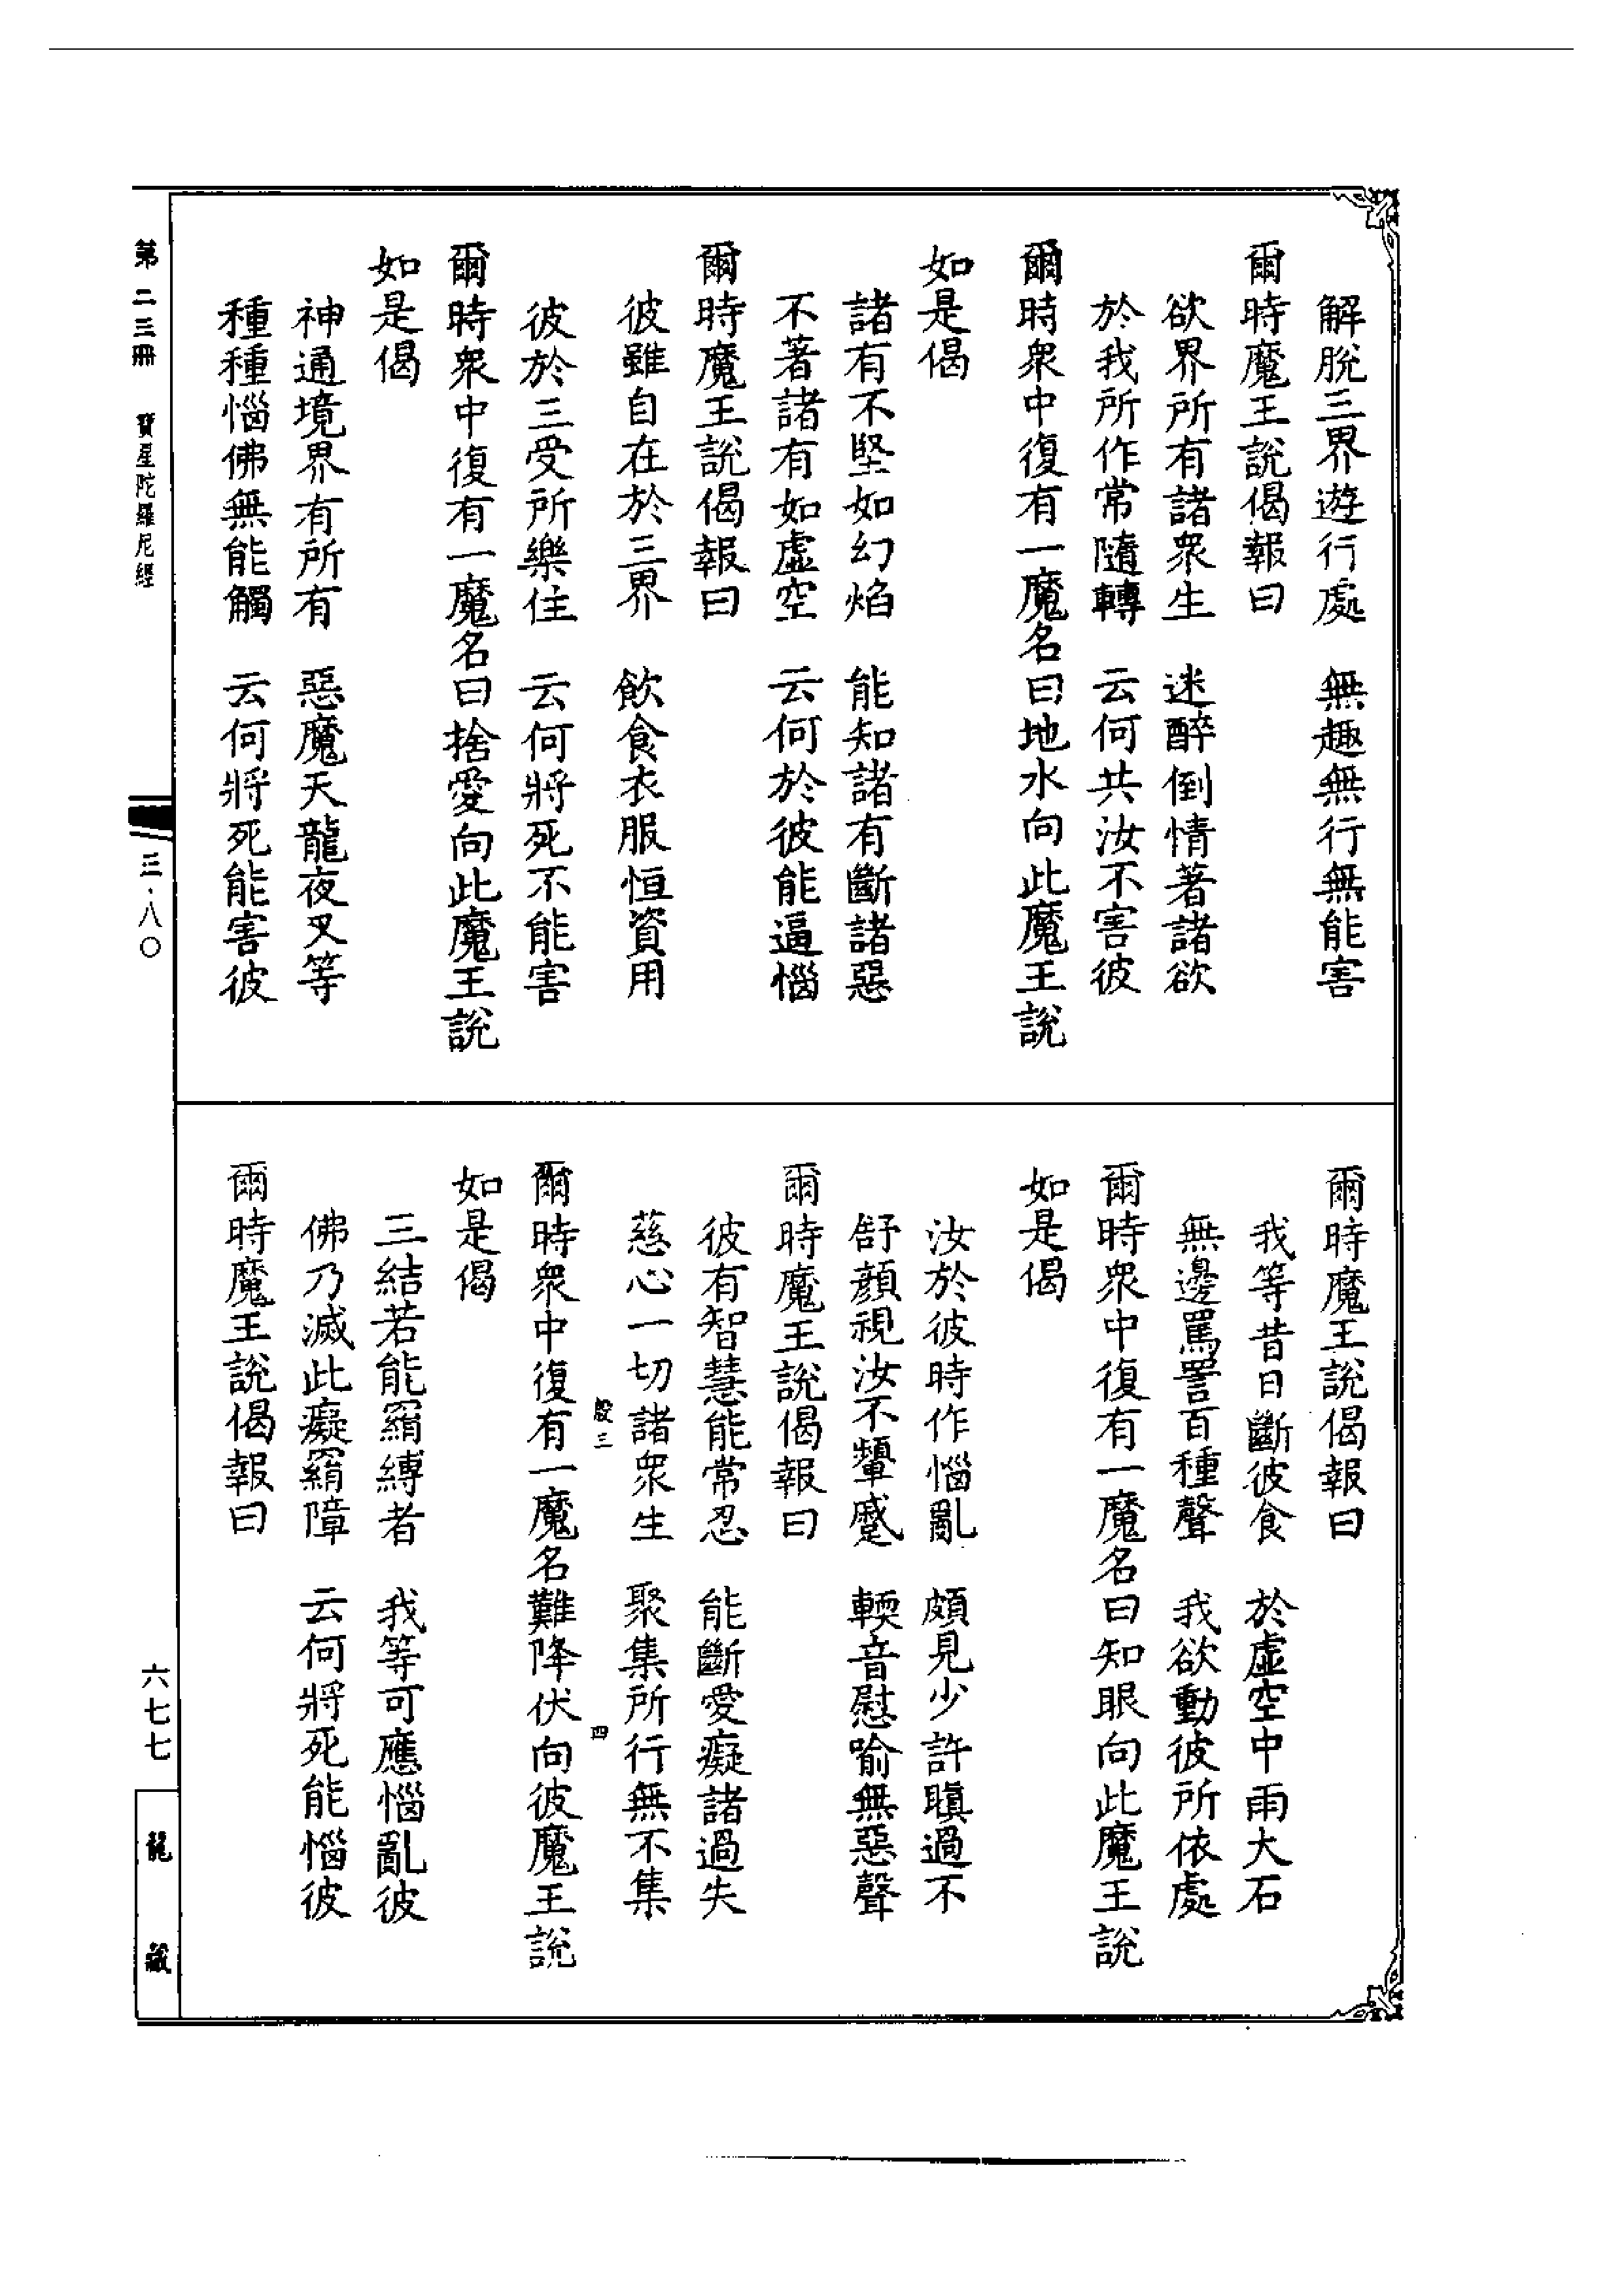 解脫三界遊行處　無趣無行無能害
爾時魔王說偈報曰
欲界所有諸衆生　迷醉倒情著諸欲
於我所作常隨轉　云何共汝不害彼
爾時衆中復有一魔名曰地水向此魔王說
如是偈
諸有不堅如幻焰　能知諸有斷諸惡
不著諸有如虛空　云何於彼能逼惱
爾時魔王說偈報曰
彼雖自在於三界　飲食衣服恒資用
彼於三受所樂住　云何將死不能害
爾時衆中復有一魔名曰捨愛向此魔王說
如是偈
神通境界有所有　惡魔天龍夜叉等
種種惱佛無能觸　云何將死能害彼
爾時魔王說偈報曰
我等昔日斷彼食　於虛空中雨大石
無邊罵詈百種聲　我欲動彼所依處
爾時衆中復有一魔名曰知眼向此魔王說
如是偈
汝於彼時作惱亂　頗見少許瞋過不
舒顏視汝不顰蹙　輭音慰喻無惡聲
爾時魔王說偈報曰
彼有智慧能常忍　能斷愛癡諸過失
慈心一切諸衆生　聚集所行無不集
殷三　四
爾時衆中復有一魔名難降伏向彼魔王說
如是偈
三結若能羂縛者　我等可應惱亂彼
佛乃滅此癡羂障　云何將死能惱彼
爾時魔王說偈報曰
第二三冊　寶星陀羅尼經
三·八〇
六七七
龍藏